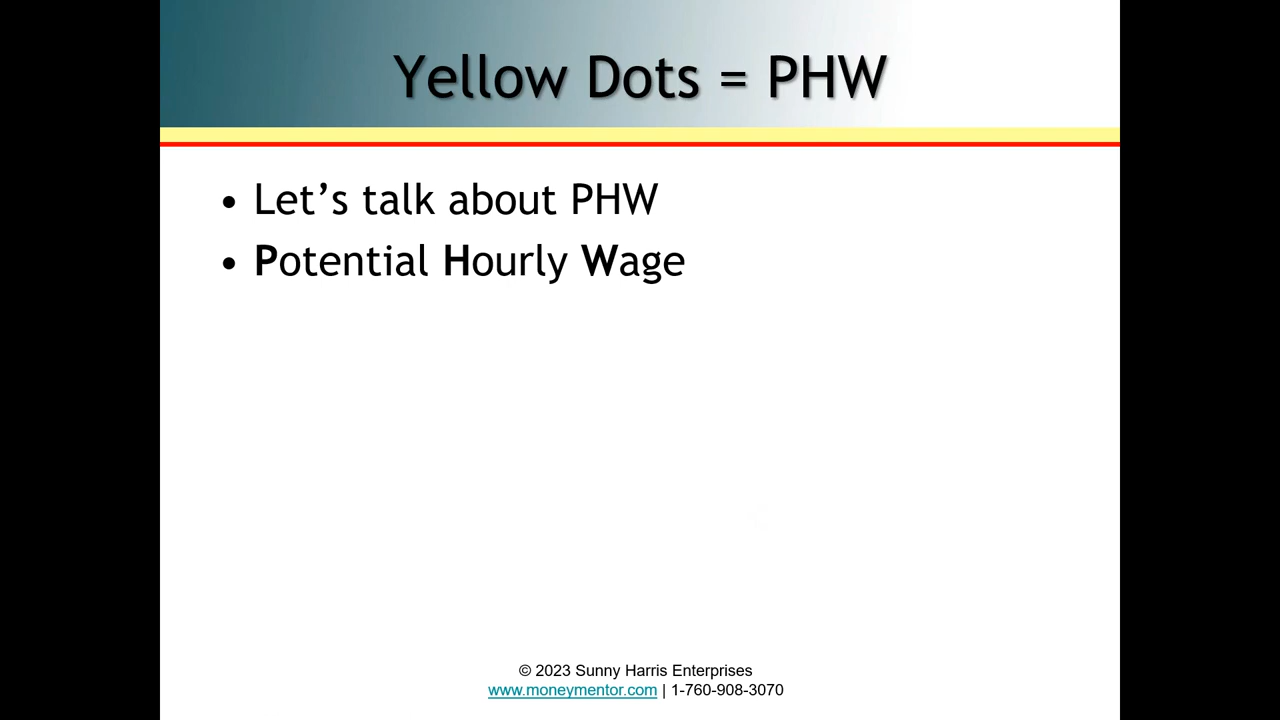 Yellow Dots = PHW
• Let’s talk about PHW
• Potential Hourly Wage
© 2023 Sunny Harris Enterprises
www.moneymentor.com | 1-760-908-3070